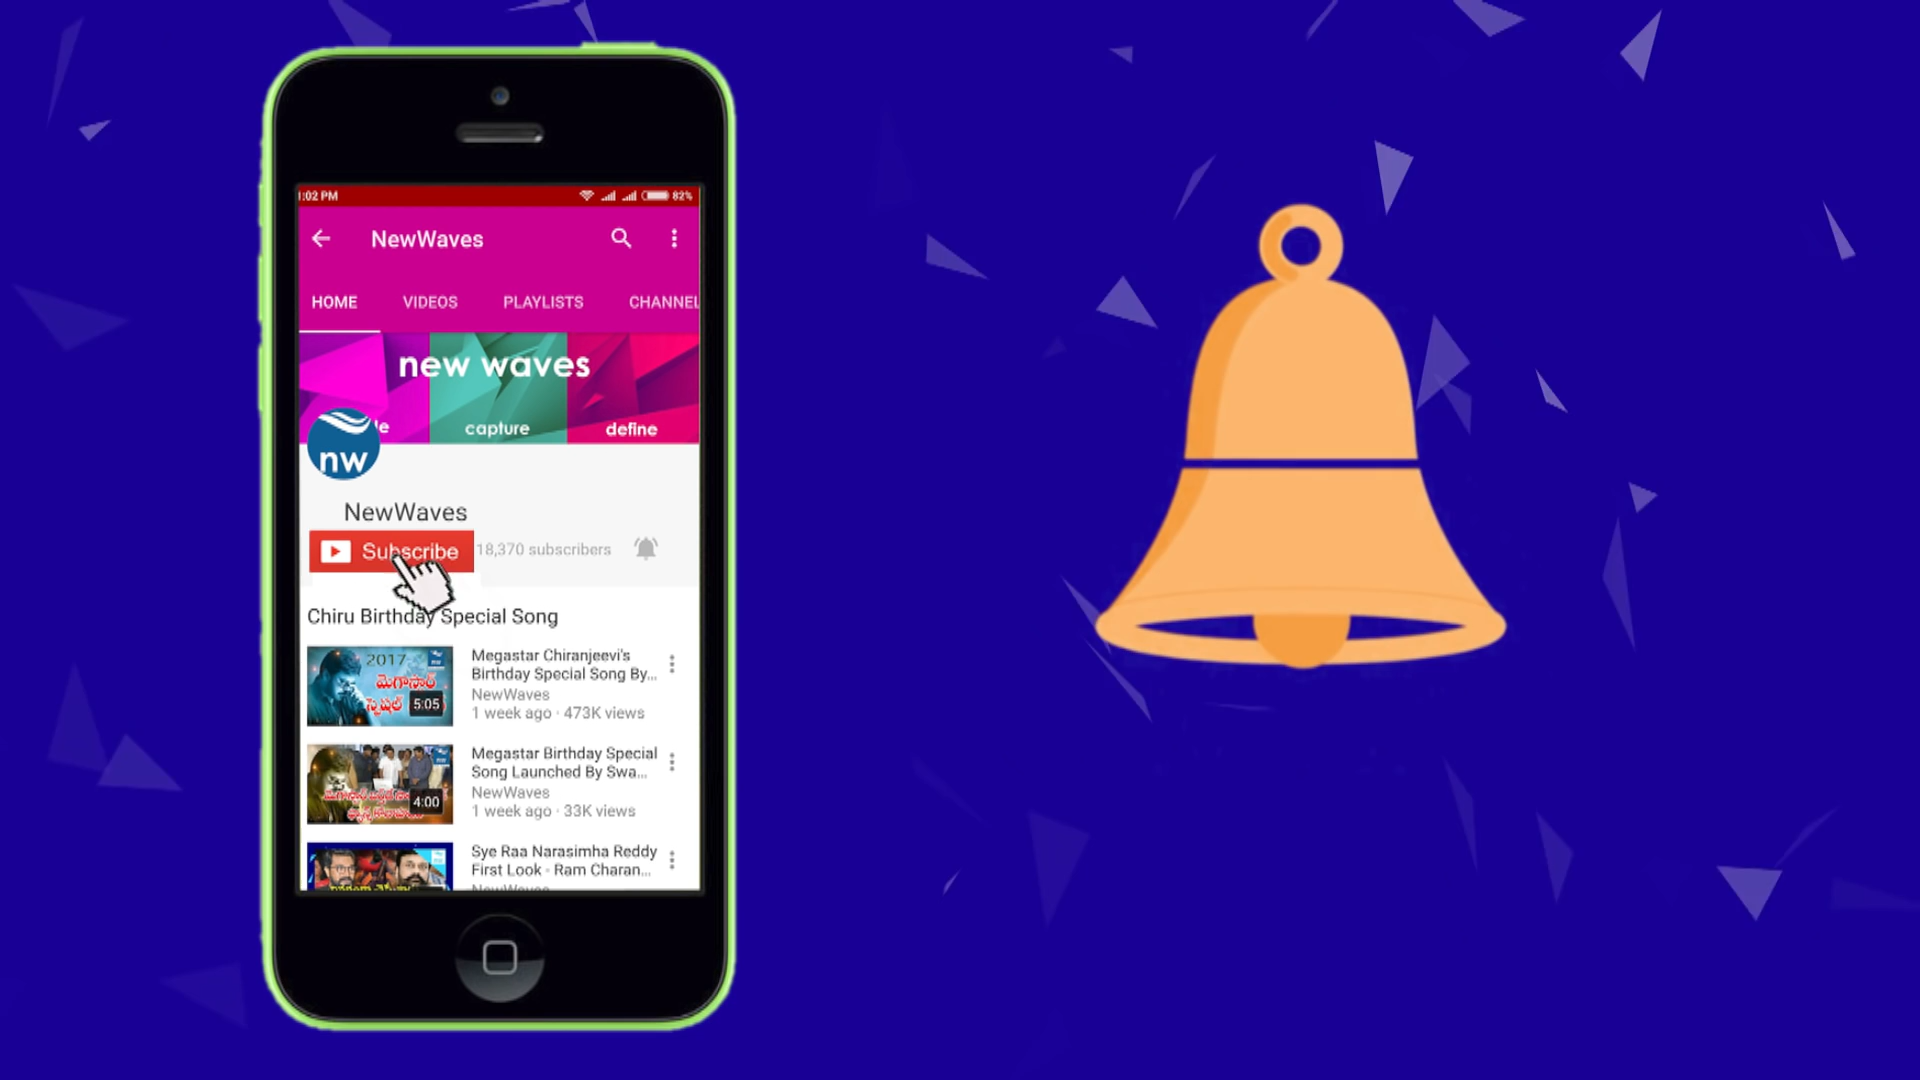 1:02 PM
82%
NewWaves
HOME VIDEOS PLAYLISTS CHANNEL
new waves
capture define
nw
NewWaves
Subscribe 18,370 subscribers
Chiru Birthday Special Song
2017
మెగాస్టార్
స్పెషల్
5:05
Megastar Chiranjeevi's
Birthday Special Song By...
NewWaves
1 week ago · 473K views
4:00
Megastar Birthday Special
Song Launched By Swa...
NewWaves
1 week ago · 33K views
Sye Raa Narasimha Reddy
First Look - Ram Charan...
NewWaves